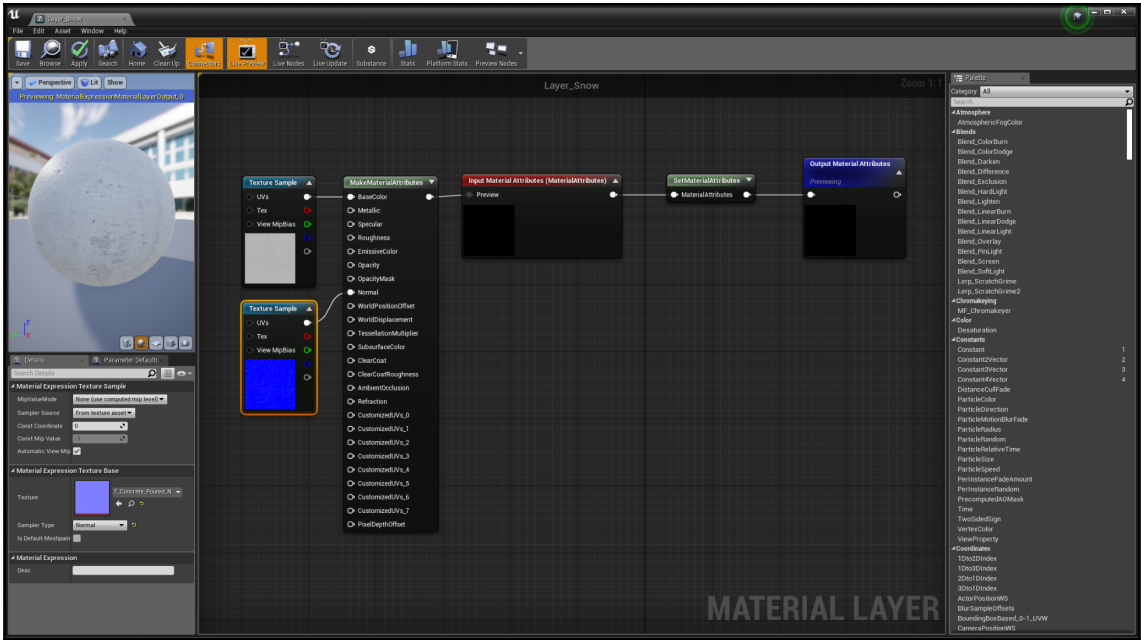 Layer_Snow
File Edit Asset Window Help
Save Browse Apply Search Home Clean Up Connectors Live Preview Live Nodes Live Update Substance Stats Platform Stats Preview Nodes
Perspective Lit Show
Previewing: MaterialExpressionMaterialLayerOutput_0
Z
X
Details Parameter Defaults
Search Details
Material Expression Texture Sample
MipValueMode None (use computed mip level)
Sampler Source From texture asset
Const Coordinate 0
Const Mip Value -1
Automatic View Mip
Material Expression Texture Base
Texture T_Concrete_Poured_N
Sampler Type Normal
Is Default Meshpain
Material Expression
Desc
Layer_Snow
Zoom 1:1
Texture Sample
UVs
Tex
View MipBias
Texture Sample
UVs
Tex
View MipBias
MakeMaterialAttributes
BaseColor
Metallic
Specular
Roughness
EmissiveColor
Opacity
OpacityMask
Normal
WorldPositionOffset
WorldDisplacement
TessellationMultiplier
SubsurfaceColor
ClearCoat
ClearCoatRoughness
AmbientOcclusion
Refraction
CustomizedUVs_0
CustomizedUVs_1
CustomizedUVs_2
CustomizedUVs_3
CustomizedUVs_4
CustomizedUVs_5
CustomizedUVs_6
CustomizedUVs_7
PixelDepthOffset
Input Material Attributes (MaterialAttributes)
Preview
SetMaterialAttributes
MaterialAttributes
Output Material Attributes
Previewing
MATERIAL LAYER
Palette
Category: All
Search
Atmosphere
AtmosphericFogColor
Blends
Blend_ColorBurn
Blend_ColorDodge
Blend_Darken
Blend_Difference
Blend_Exclusion
Blend_HardLight
Blend_Lighten
Blend_LinearBurn
Blend_LinearDodge
Blend_LinearLight
Blend_Overlay
Blend_PinLight
Blend_Screen
Blend_SoftLight
Lerp_ScratchGrime
Lerp_ScratchGrime2
Chromakeying
MF_Chromakeyer
Color
Desaturation
Constants
Constant 1
Constant2Vector 2
Constant3Vector 3
Constant4Vector 4
DistanceCullFade
ParticleColor
ParticleDirection
ParticleMotionBlurFade
ParticleRadius
ParticleRandom
ParticleRelativeTime
ParticleSize
ParticleSpeed
PerInstanceFadeAmount
PerInstanceRandom
PrecomputedAOMask
Time
TwoSidedSign
VertexColor
ViewProperty
Coordinates
1Dto2DIndex
1Dto3DIndex
2Dto1DIndex
3Dto1DIndex
ActorPositionWS
BlurSampleOffsets
BoundingBoxBased_0-1_UVW
CameraPositionWS